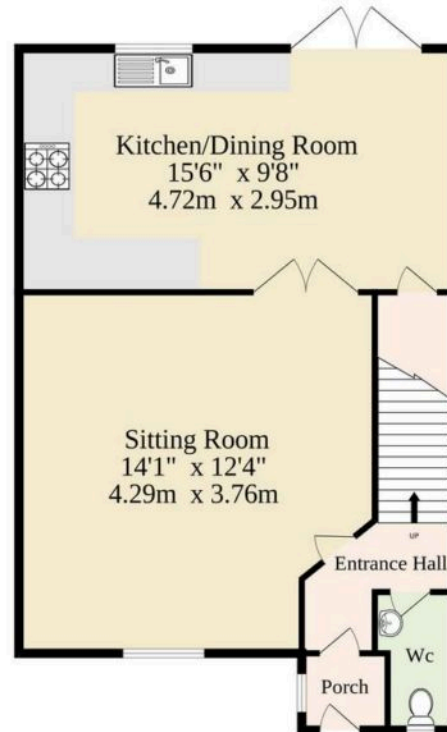 Kitchen/Dining Room
15'6" x 9'8"
4.72m x 2.95m
Sitting Room
14'1" x 12'4"
4.29m x 3.76m
UP
Entrance Hall
Wc
Porch